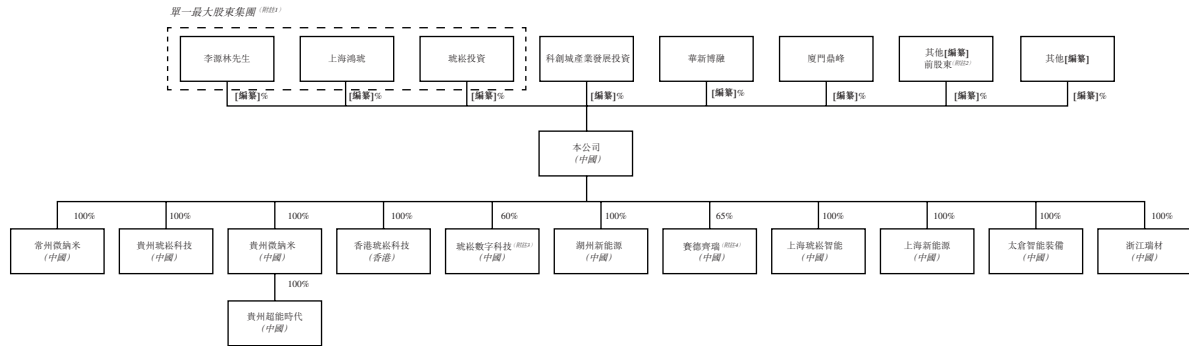 單一最大股東集團(附註1)
李源林先生
上海鴻琥
琥崧投資
科創城產業發展投資
華新博融
廈門鼎峰
其他[編纂]
前股東(附註2)
其他[編纂]
[編纂]%
[編纂]%
[編纂]%
[編纂]%
[編纂]%
[編纂]%
[編纂]%
[編纂]%
本公司
(中國)
100%
100%
100%
100%
60%
100%
65%
100%
100%
100%
100%
常州微納米
(中國)
貴州琥崧科技
(中國)
貴州微納米
(中國)
香港琥崧科技
(香港)
琥崧數字科技(附註3)
(中國)
湖州新能源
(中國)
賽德齊瑞(附註4)
(中國)
上海琥崧智能
(中國)
上海新能源
(中國)
太倉智能裝備
(中國)
浙江瑞材
(中國)
100%
貴州超能時代
(中國)